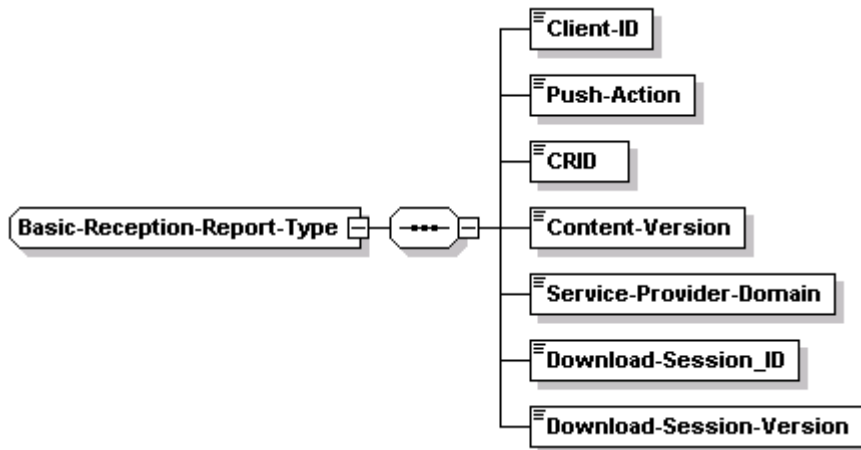 Client-ID
Push-Action
CRID
Basic-Reception-Report-Type
Content-Version
Service-Provider-Domain
Download-Session_ID
Download-Session-Version